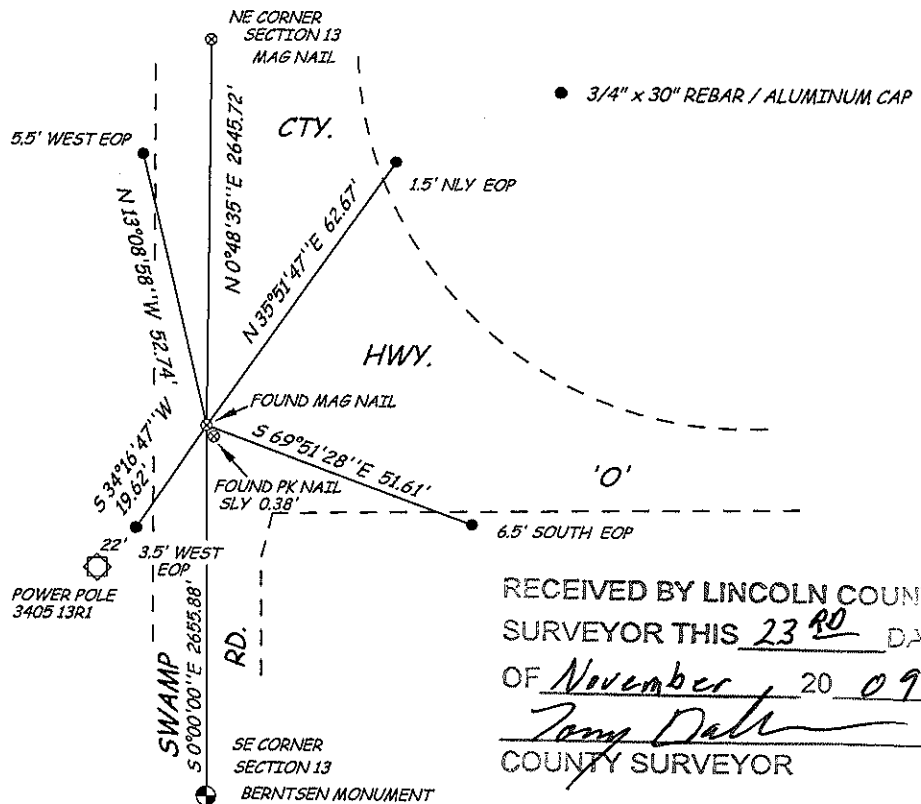 NE CORNER
SECTION 13
MAG NAIL
● 3/4" x 30" REBAR / ALUMINUM CAP
CTY.
5.5' WEST EOP
1.5' NLY EOP
N 0°48'35''E 2645.72'
N 13°08'58''W 52.74'
N 35°51'47''E 62.67'
HWY.
FOUND MAG NAIL
S 69°51'28''E 51.61'
S 34°16'47''W
19.62'
FOUND PK NAIL
SLY 0.38'
'O'
22'
3.5' WEST
EOP
6.5' SOUTH EOP
POWER POLE
3405 13R1
SWAMP
RD.
S 0°00'00''E 2655.88'
RECEIVED BY LINCOLN COUN
SURVEYOR THIS 23 RD DA
OF November 20 09
COUNTY SURVEYOR
SE CORNER
SECTION 13
BERNTSEN MONUMENT